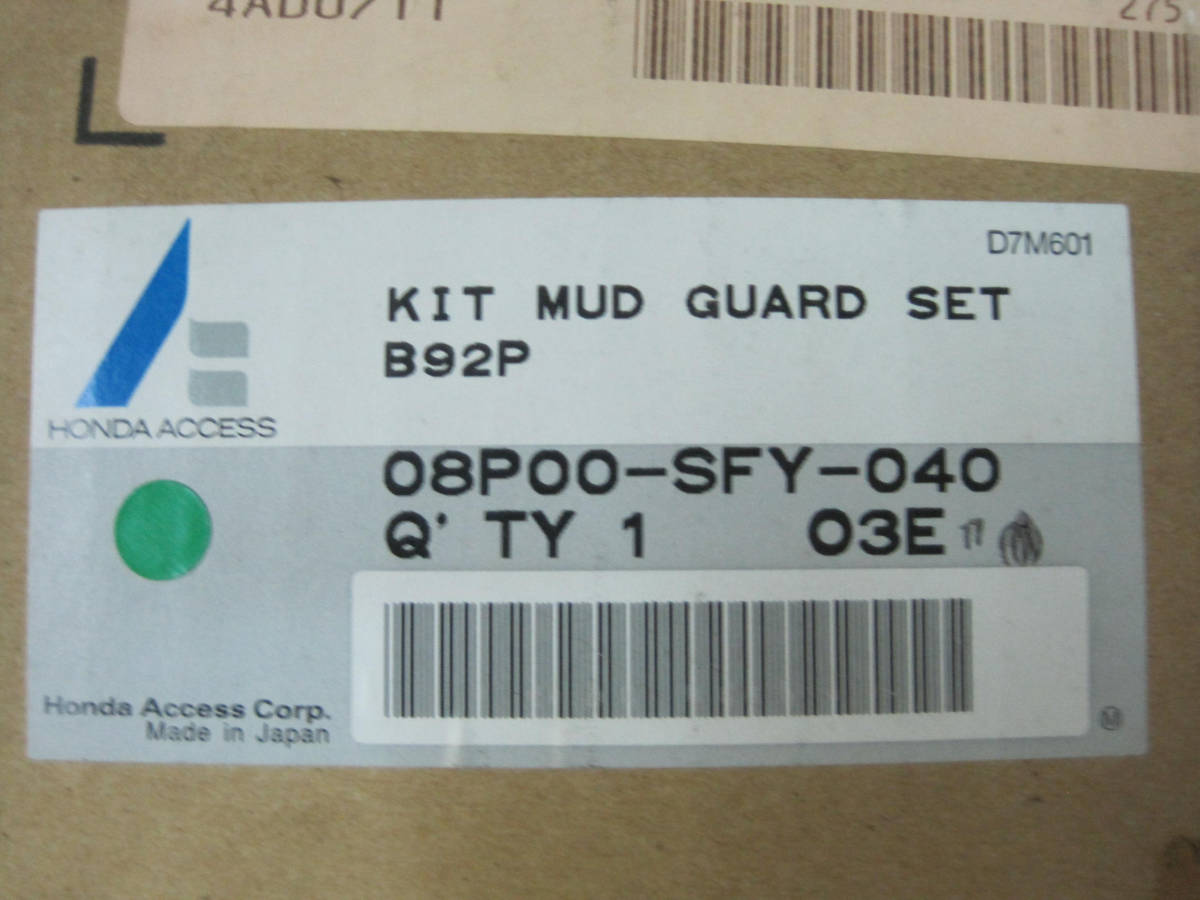 L
D7M601
KIT MUD GUARD SET
B92P
HONDA ACCESS
08P00-SFY-040
Q'TY 1 03E 17
Honda Access Corp.
Made in Japan
M